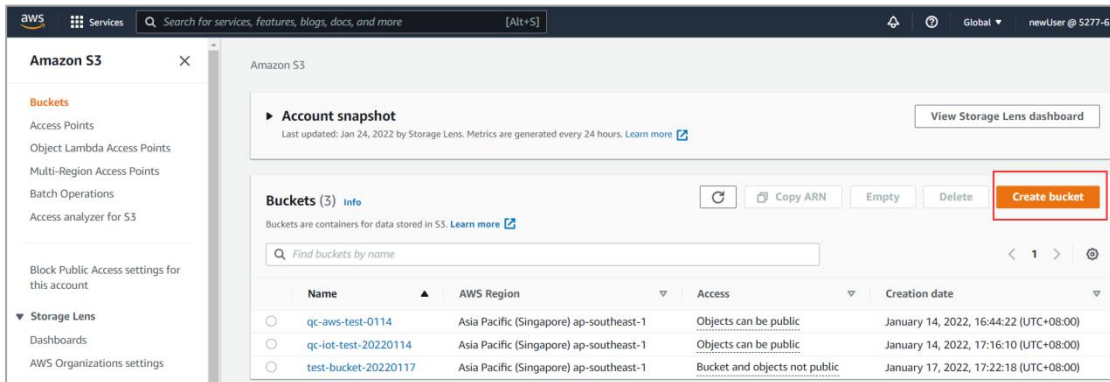 aws Services Search for services, features, blogs, docs, and more [Alt+S] Global newUser @ 5277-6
Amazon S3
Buckets
Access Points
Object Lambda Access Points
Multi-Region Access Points
Batch Operations
Access analyzer for S3
Block Public Access settings for
this account
Storage Lens
Dashboards
AWS Organizations settings
Amazon S3
Account snapshot
Last updated: Jan 24, 2022 by Storage Lens. Metrics are generated every 24 hours. Learn more
View Storage Lens dashboard
Buckets (3) Info
Buckets are containers for data stored in S3. Learn more
Copy ARN Empty Delete Create bucket
Find buckets by name
1
Name AWS Region Access Creation date
qc-aws-test-0114 Asia Pacific (Singapore) ap-southeast-1 Objects can be public January 14, 2022, 16:44:22 (UTC+08:00)
qc-iot-test-20220114 Asia Pacific (Singapore) ap-southeast-1 Objects can be public January 14, 2022, 17:16:10 (UTC+08:00)
test-bucket-20220117 Asia Pacific (Singapore) ap-southeast-1 Bucket and objects not public January 17, 2022, 17:22:18 (UTC+08:00)